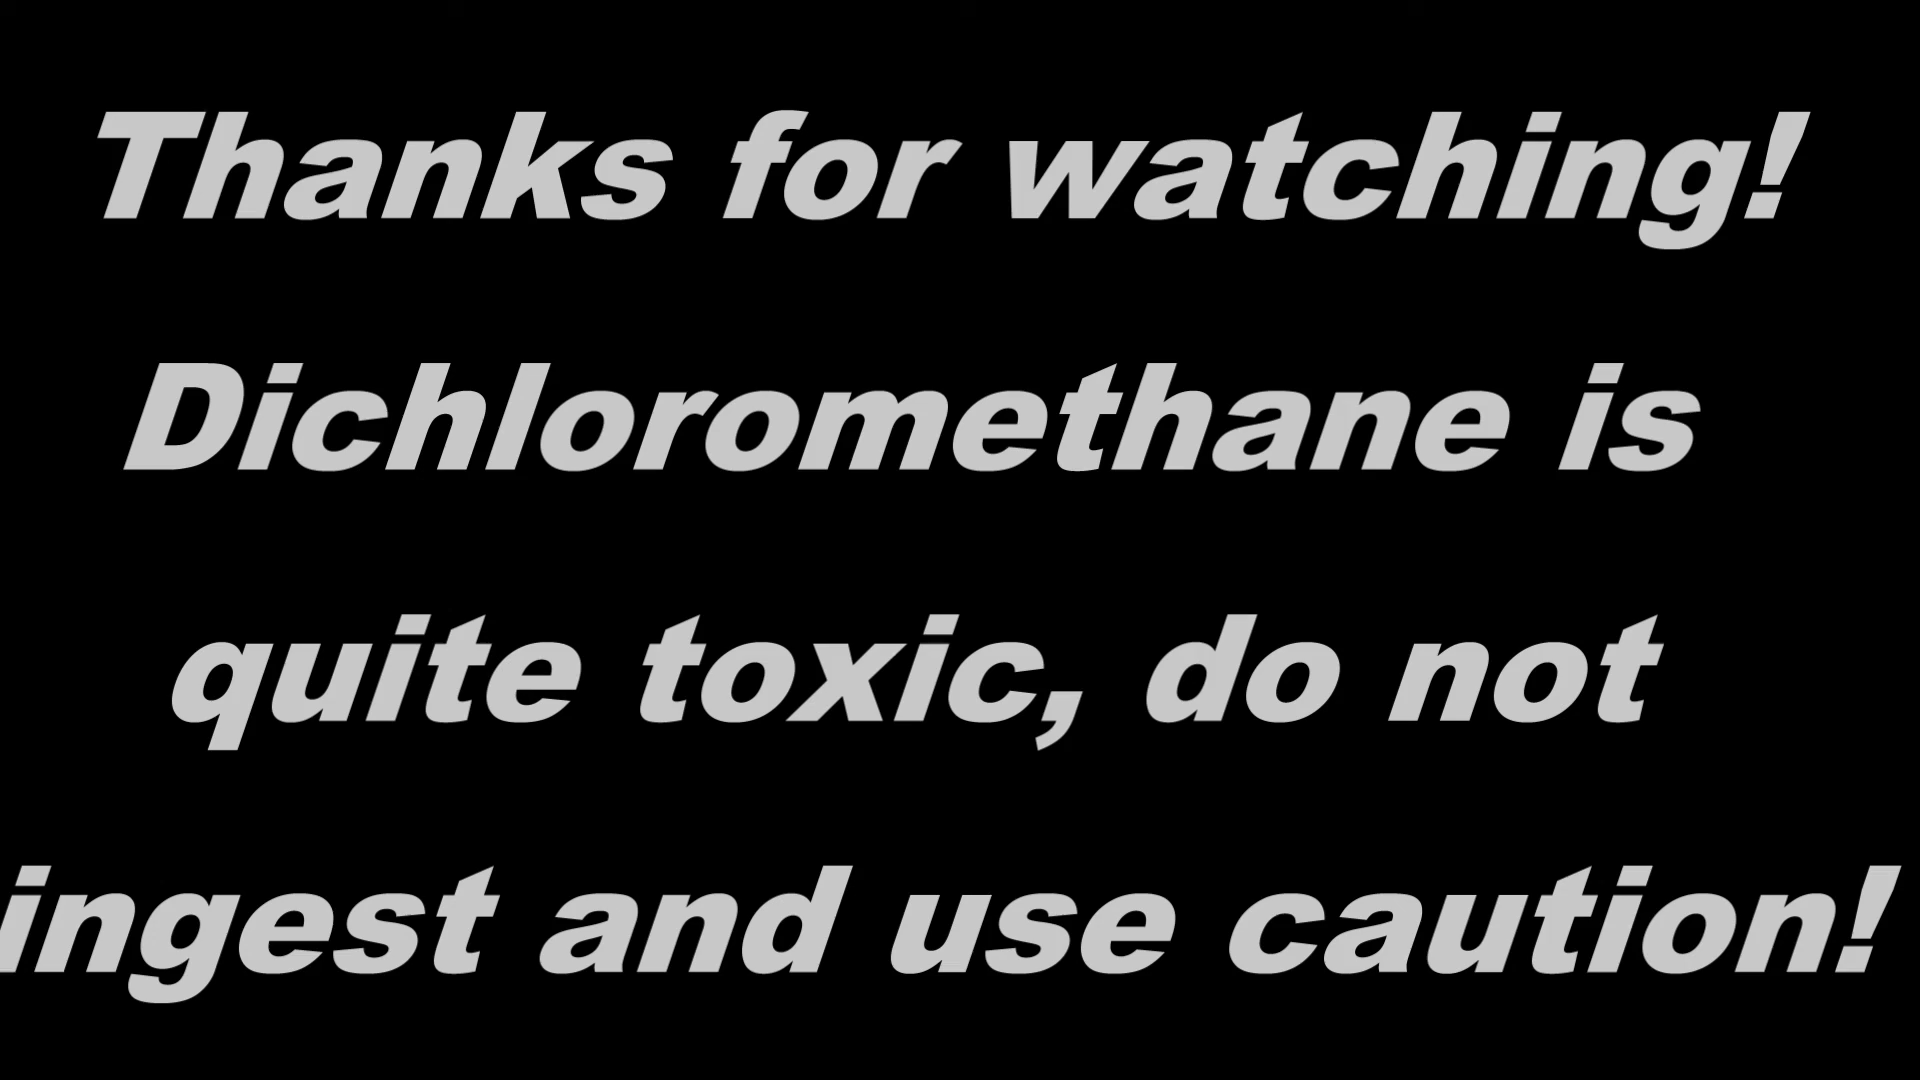 Thanks for watching!
Dichloromethane is
quite toxic, do not
ingest and use caution!